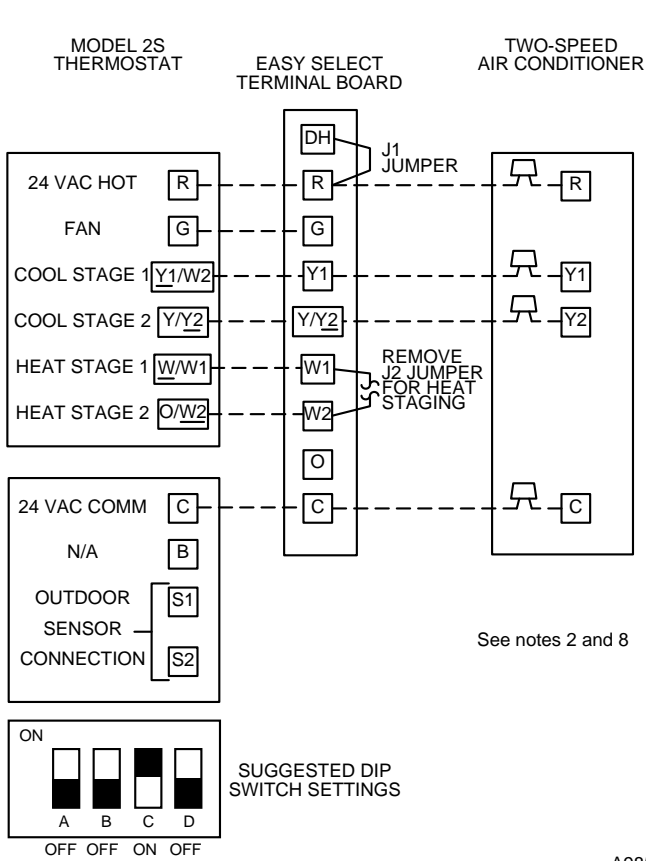 MODEL 2S
THERMOSTAT
EASY SELECT
TERMINAL BOARD
TWO-SPEED
AIR CONDITIONER
DH
J1
JUMPER
24 VAC HOT R R R
FAN G G
COOL STAGE 1 Y1/W2 Y1 Y1
COOL STAGE 2 Y/Y2 Y/Y2 Y2
HEAT STAGE 1 W/W1 W1
HEAT STAGE 2 O/W2 W2
REMOVE
J2 JUMPER
FOR HEAT
STAGING
O
24 VAC COMM C C C
N/A B
OUTDOOR S1
SENSOR
CONNECTION S2
See notes 2 and 8
ON
A B C D
OFF OFF ON OFF
SUGGESTED DIP
SWITCH SETTINGS